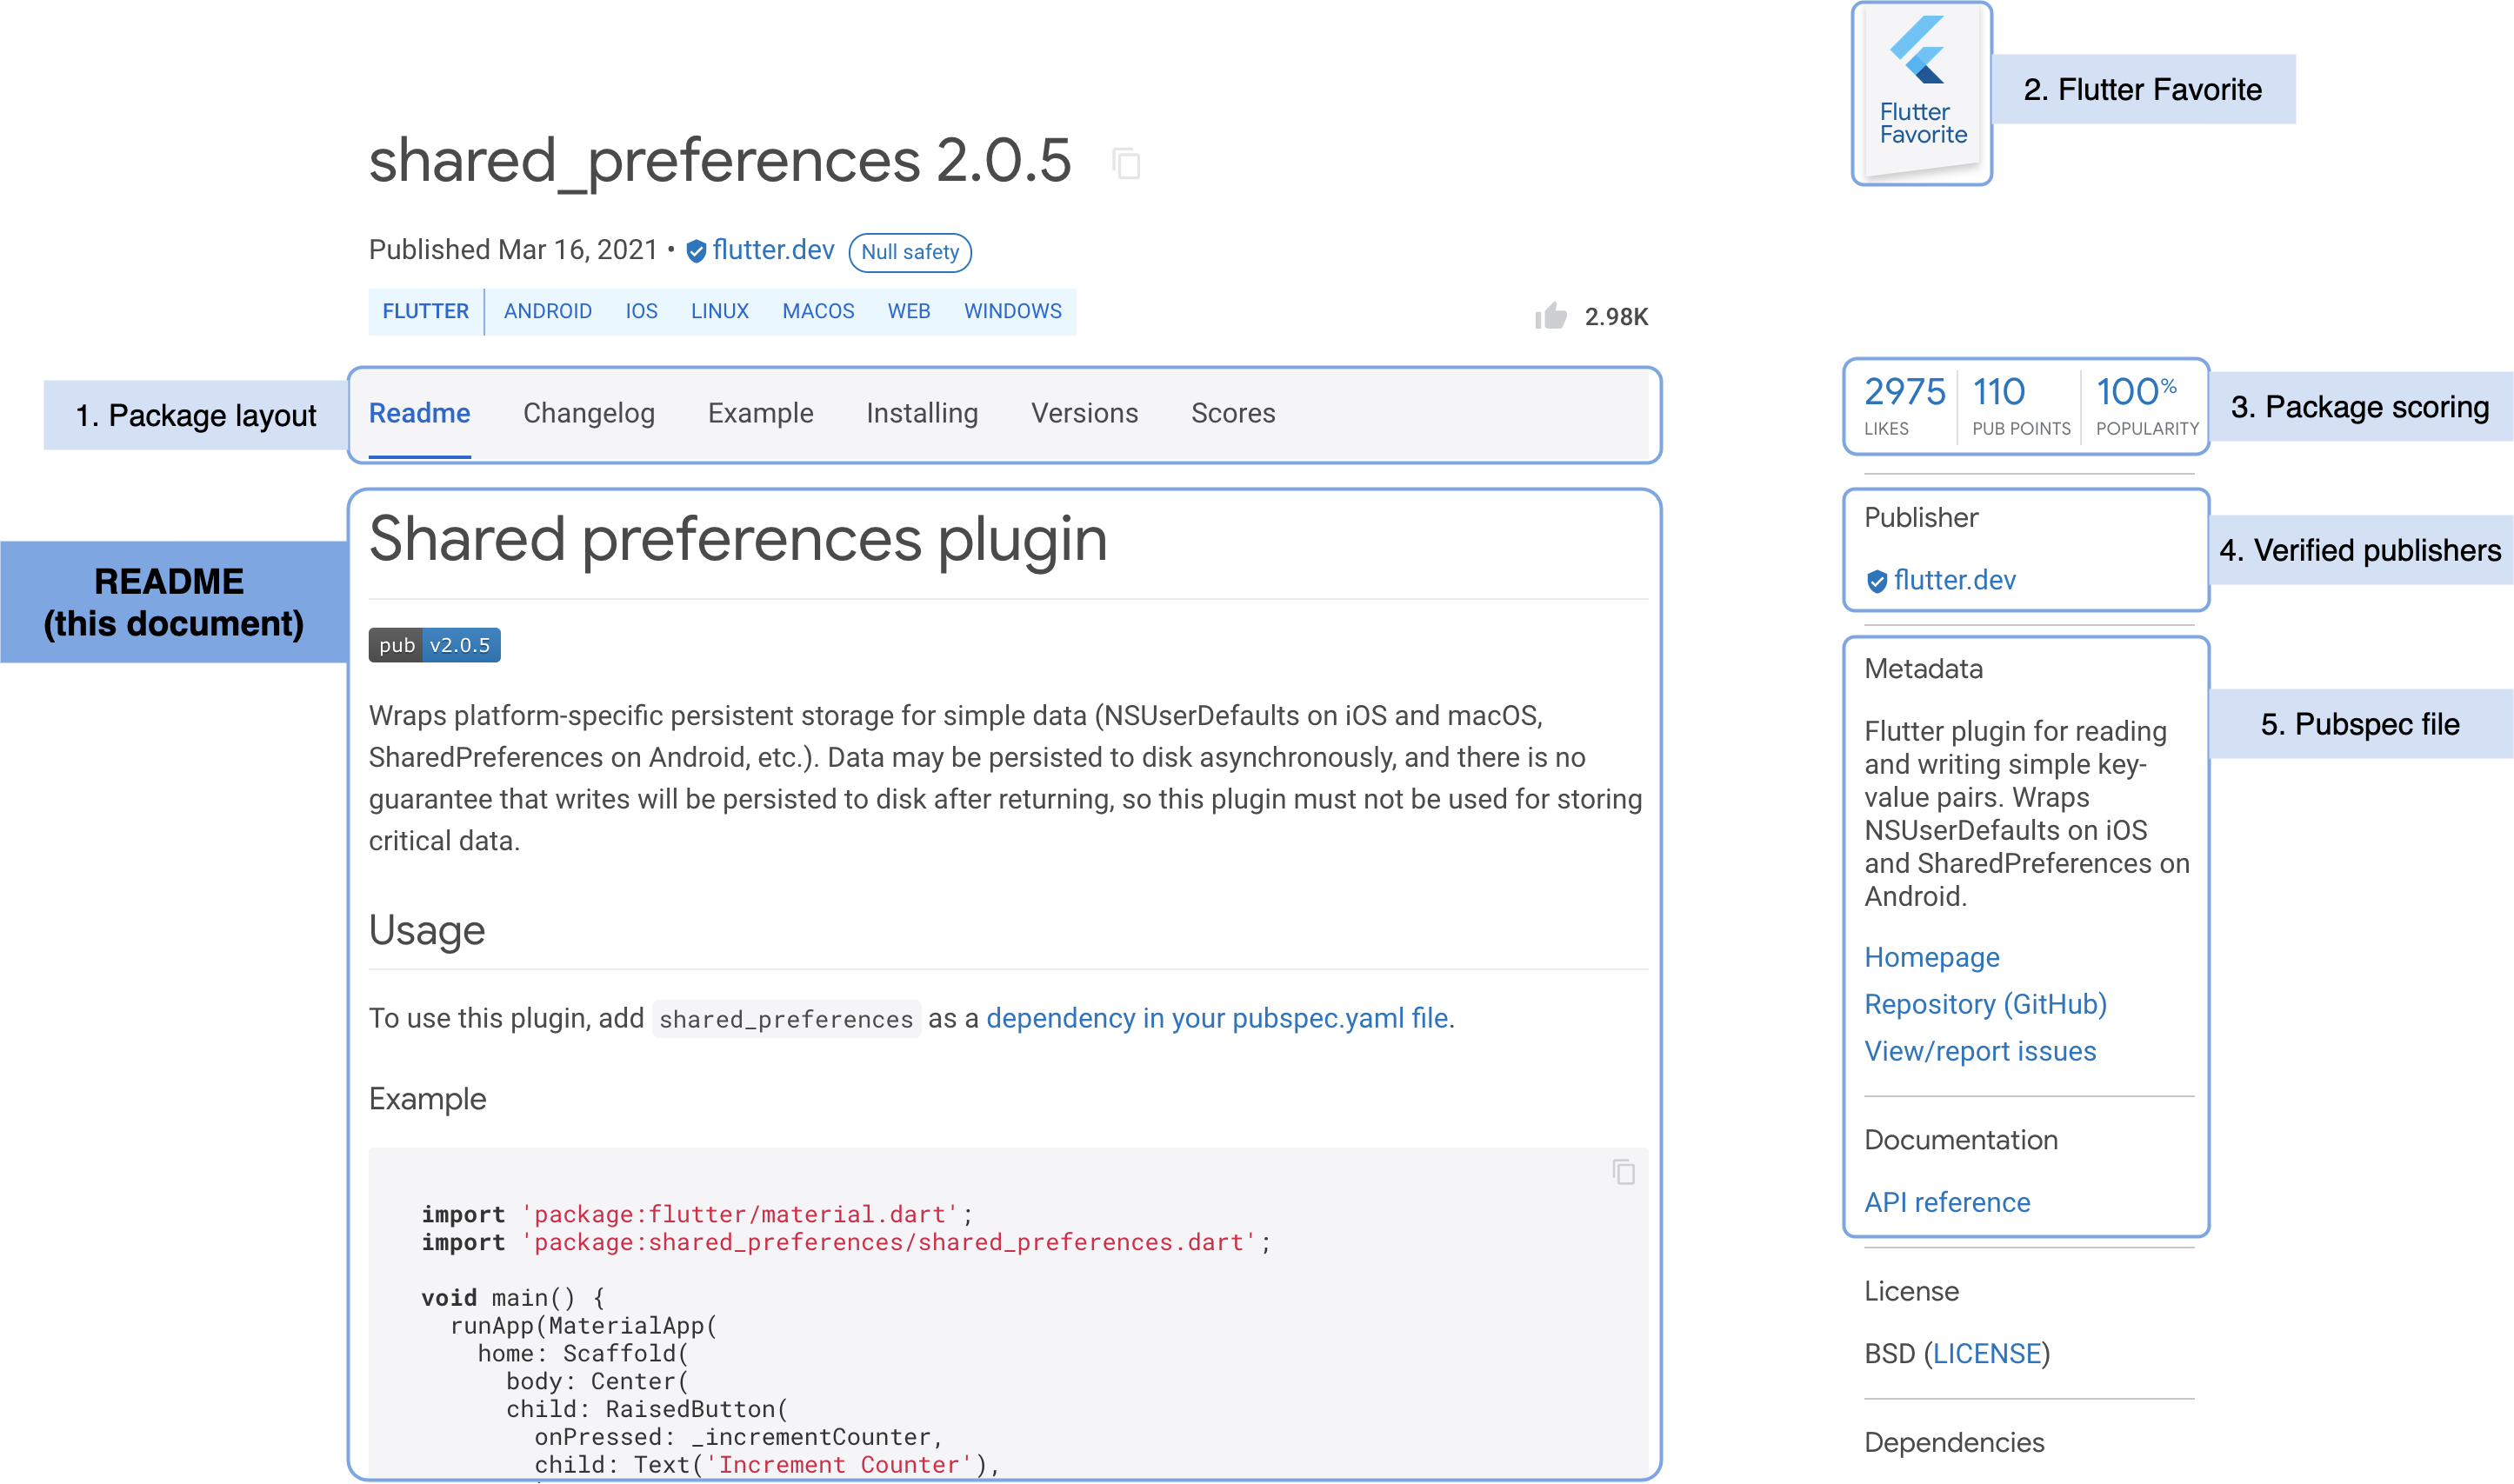 Flutter
Favorite
2. Flutter Favorite
shared_preferences 2.0.5
Published Mar 16, 2021 • flutter.dev Null safety
FLUTTER ANDROID IOS LINUX MACOS WEB WINDOWS
2.98K
1. Package layout
Readme Changelog Example Installing Versions Scores
2975 110 100%
LIKES PUB POINTS POPULARITY
3. Package scoring
README
(this document)
Shared preferences plugin
pub v2.0.5
Wraps platform-specific persistent storage for simple data (NSUserDefaults on iOS and macOS,
SharedPreferences on Android, etc.). Data may be persisted to disk asynchronously, and there is no
guarantee that writes will be persisted to disk after returning, so this plugin must not be used for storing
critical data.
Usage
To use this plugin, add shared_preferences as a dependency in your pubspec.yaml file.
Example
import 'package:flutter/material.dart';
import 'package:shared_preferences/shared_preferences.dart';
void main() {
runApp(MaterialApp(
home: Scaffold(
body: Center(
child: RaisedButton(
onPressed: _incrementCounter,
child: Text('Increment Counter'),
Publisher
flutter.dev
4. Verified publishers
Metadata
Flutter plugin for reading
and writing simple key-
value pairs. Wraps
NSUserDefaults on iOS
and SharedPreferences on
Android.
5. Pubspec file
Homepage
Repository (GitHub)
View/report issues
Documentation
API reference
License
BSD (LICENSE)
Dependencies